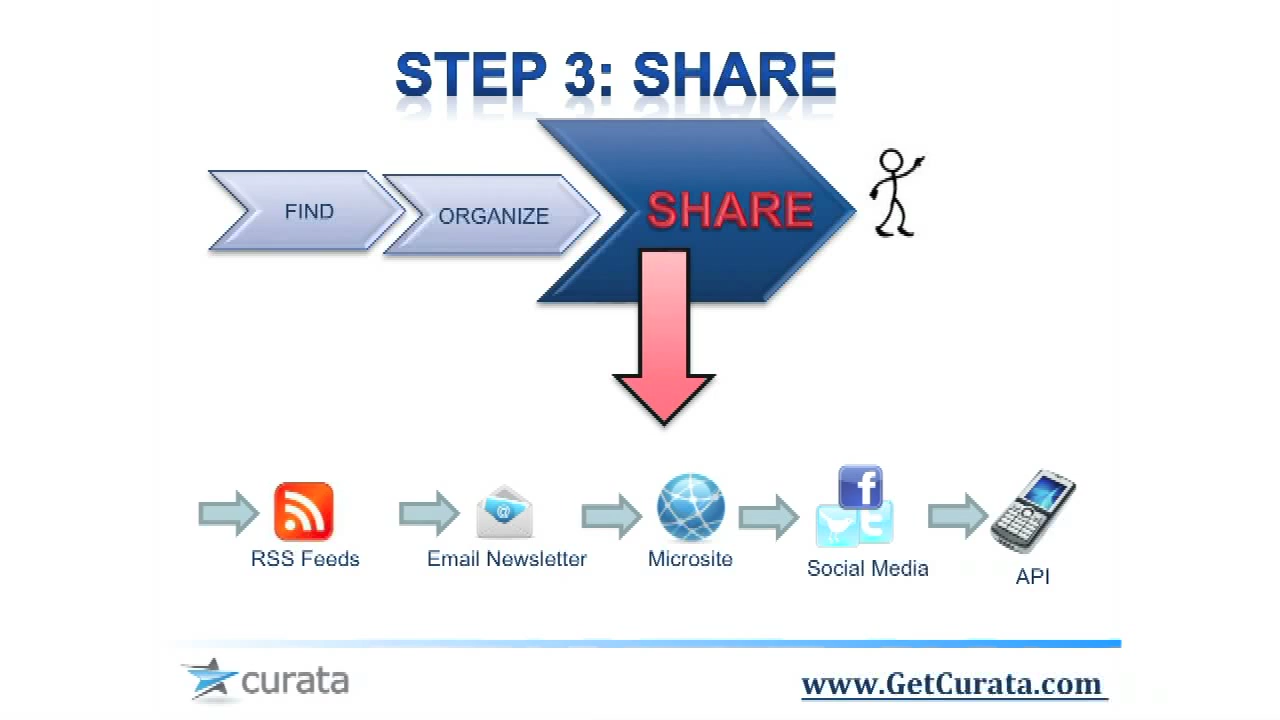 STEP 3: SHARE
FIND
ORGANIZE
SHARE
@
f
t
RSS Feeds
Email Newsletter
Microsite
Social Media
API
curata
www.GetCurata.com